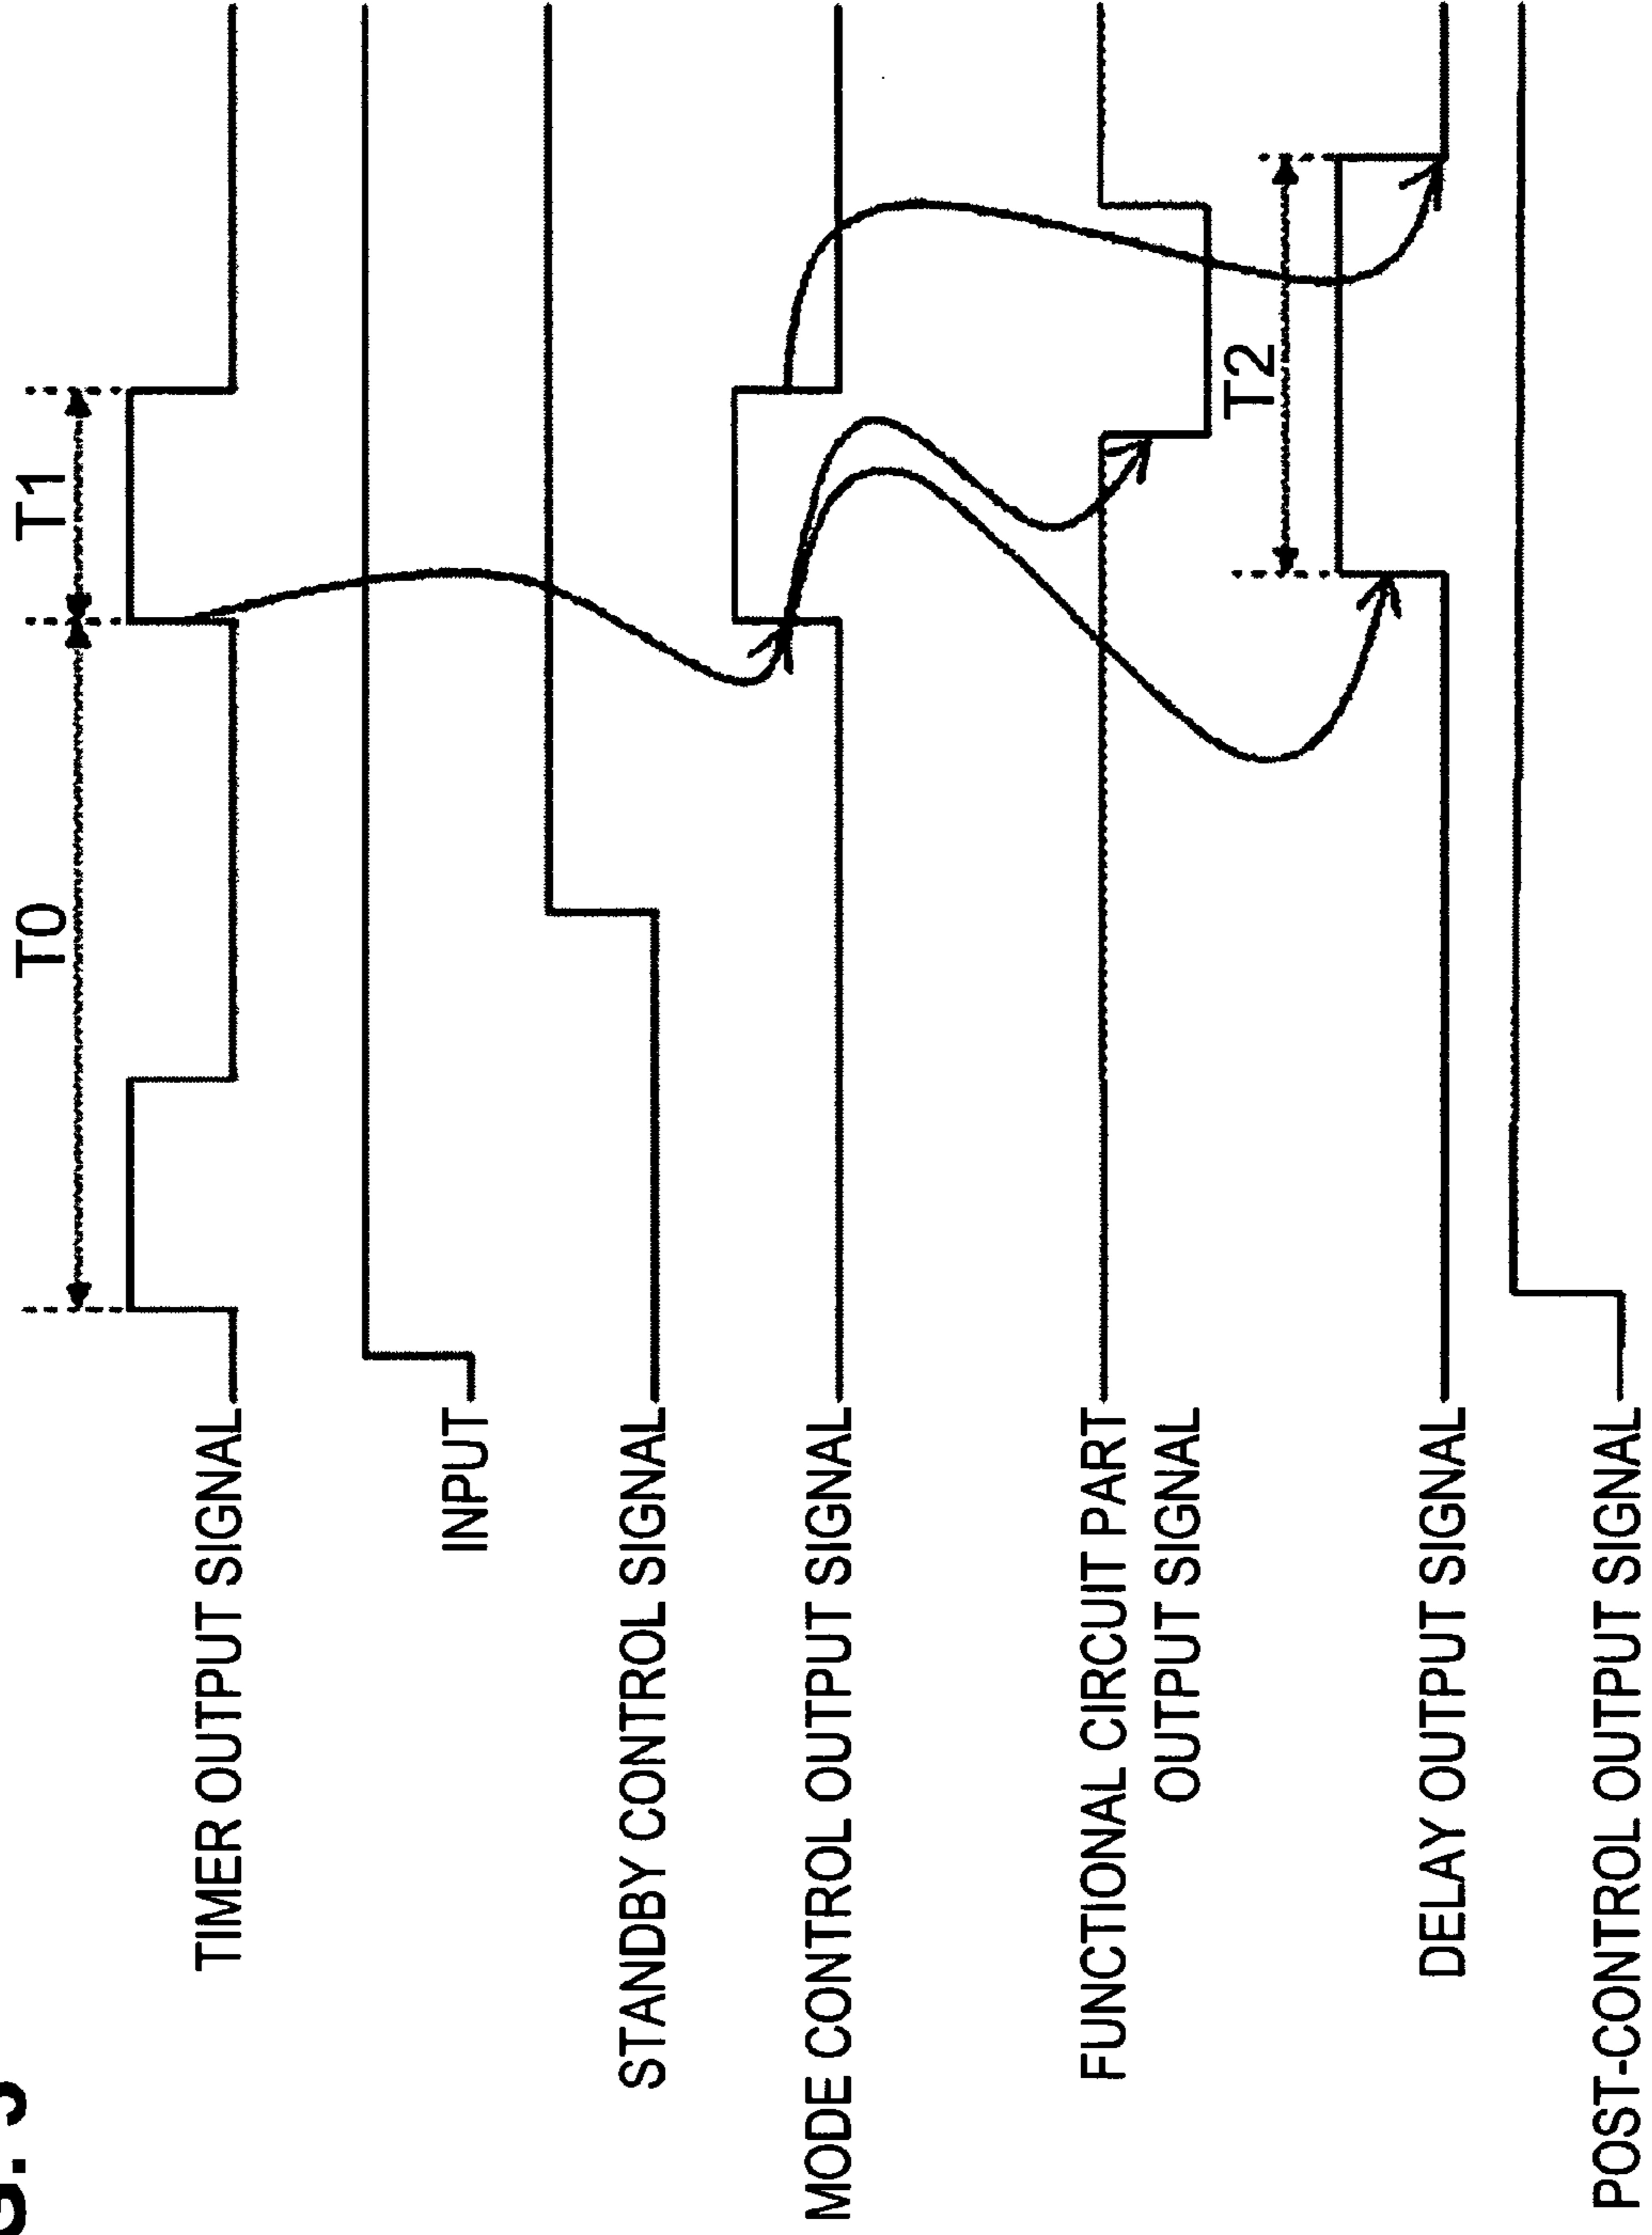 T0
T1
TIMER OUTPUT SIGNAL
INPUT
STANDBY CONTROL SIGNAL
MODE CONTROL OUTPUT SIGNAL
FUNCTIONAL CIRCUIT PART
OUTPUT SIGNAL
T2
DELAY OUTPUT SIGNAL
POST-CONTROL OUTPUT SIGNAL